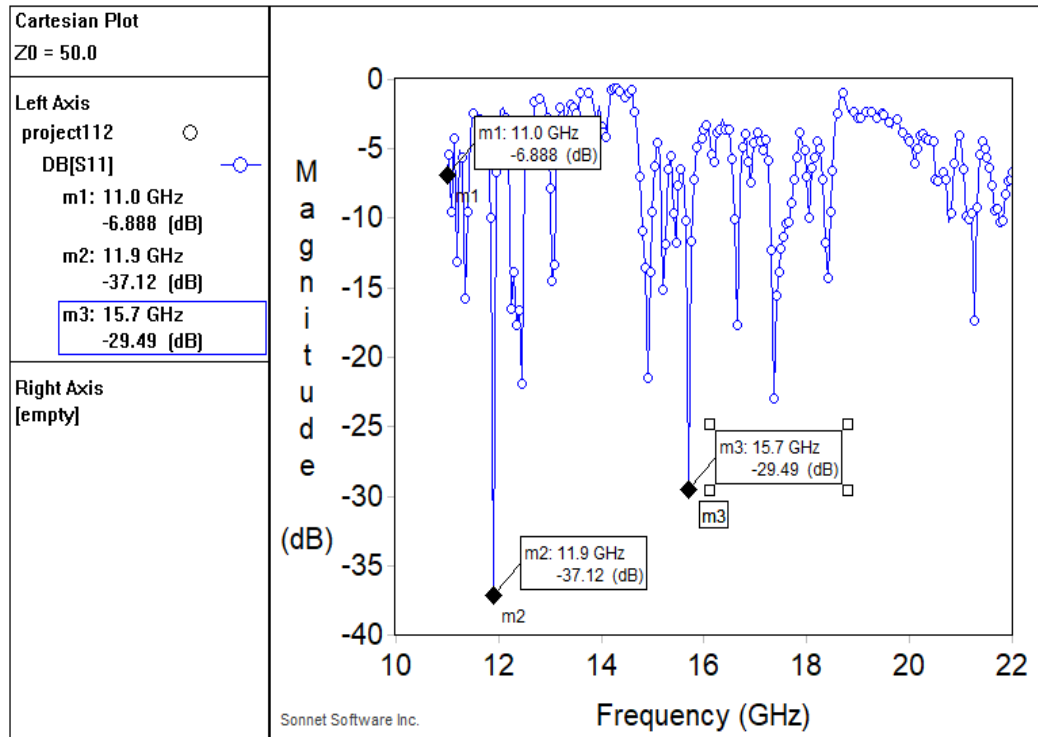 Cartesian Plot
Z0 = 50.0
Left Axis
project112
DB[S11]
m1: 11.0 GHz
-6.888 (dB)
m2: 11.9 GHz
-37.12 (dB)
m3: 15.7 GHz
-29.49 (dB)
Right Axis
[empty]
Magnitude
(dB)
0
-5
-10
-15
-20
-25
-30
-35
-40
m1: 11.0 GHz
-6.888 (dB)
m1
m3: 15.7 GHz
-29.49 (dB)
m3
m2: 11.9 GHz
-37.12 (dB)
m2
10
12
14
16
18
20
22
Frequency (GHz)
Sonnet Software Inc.